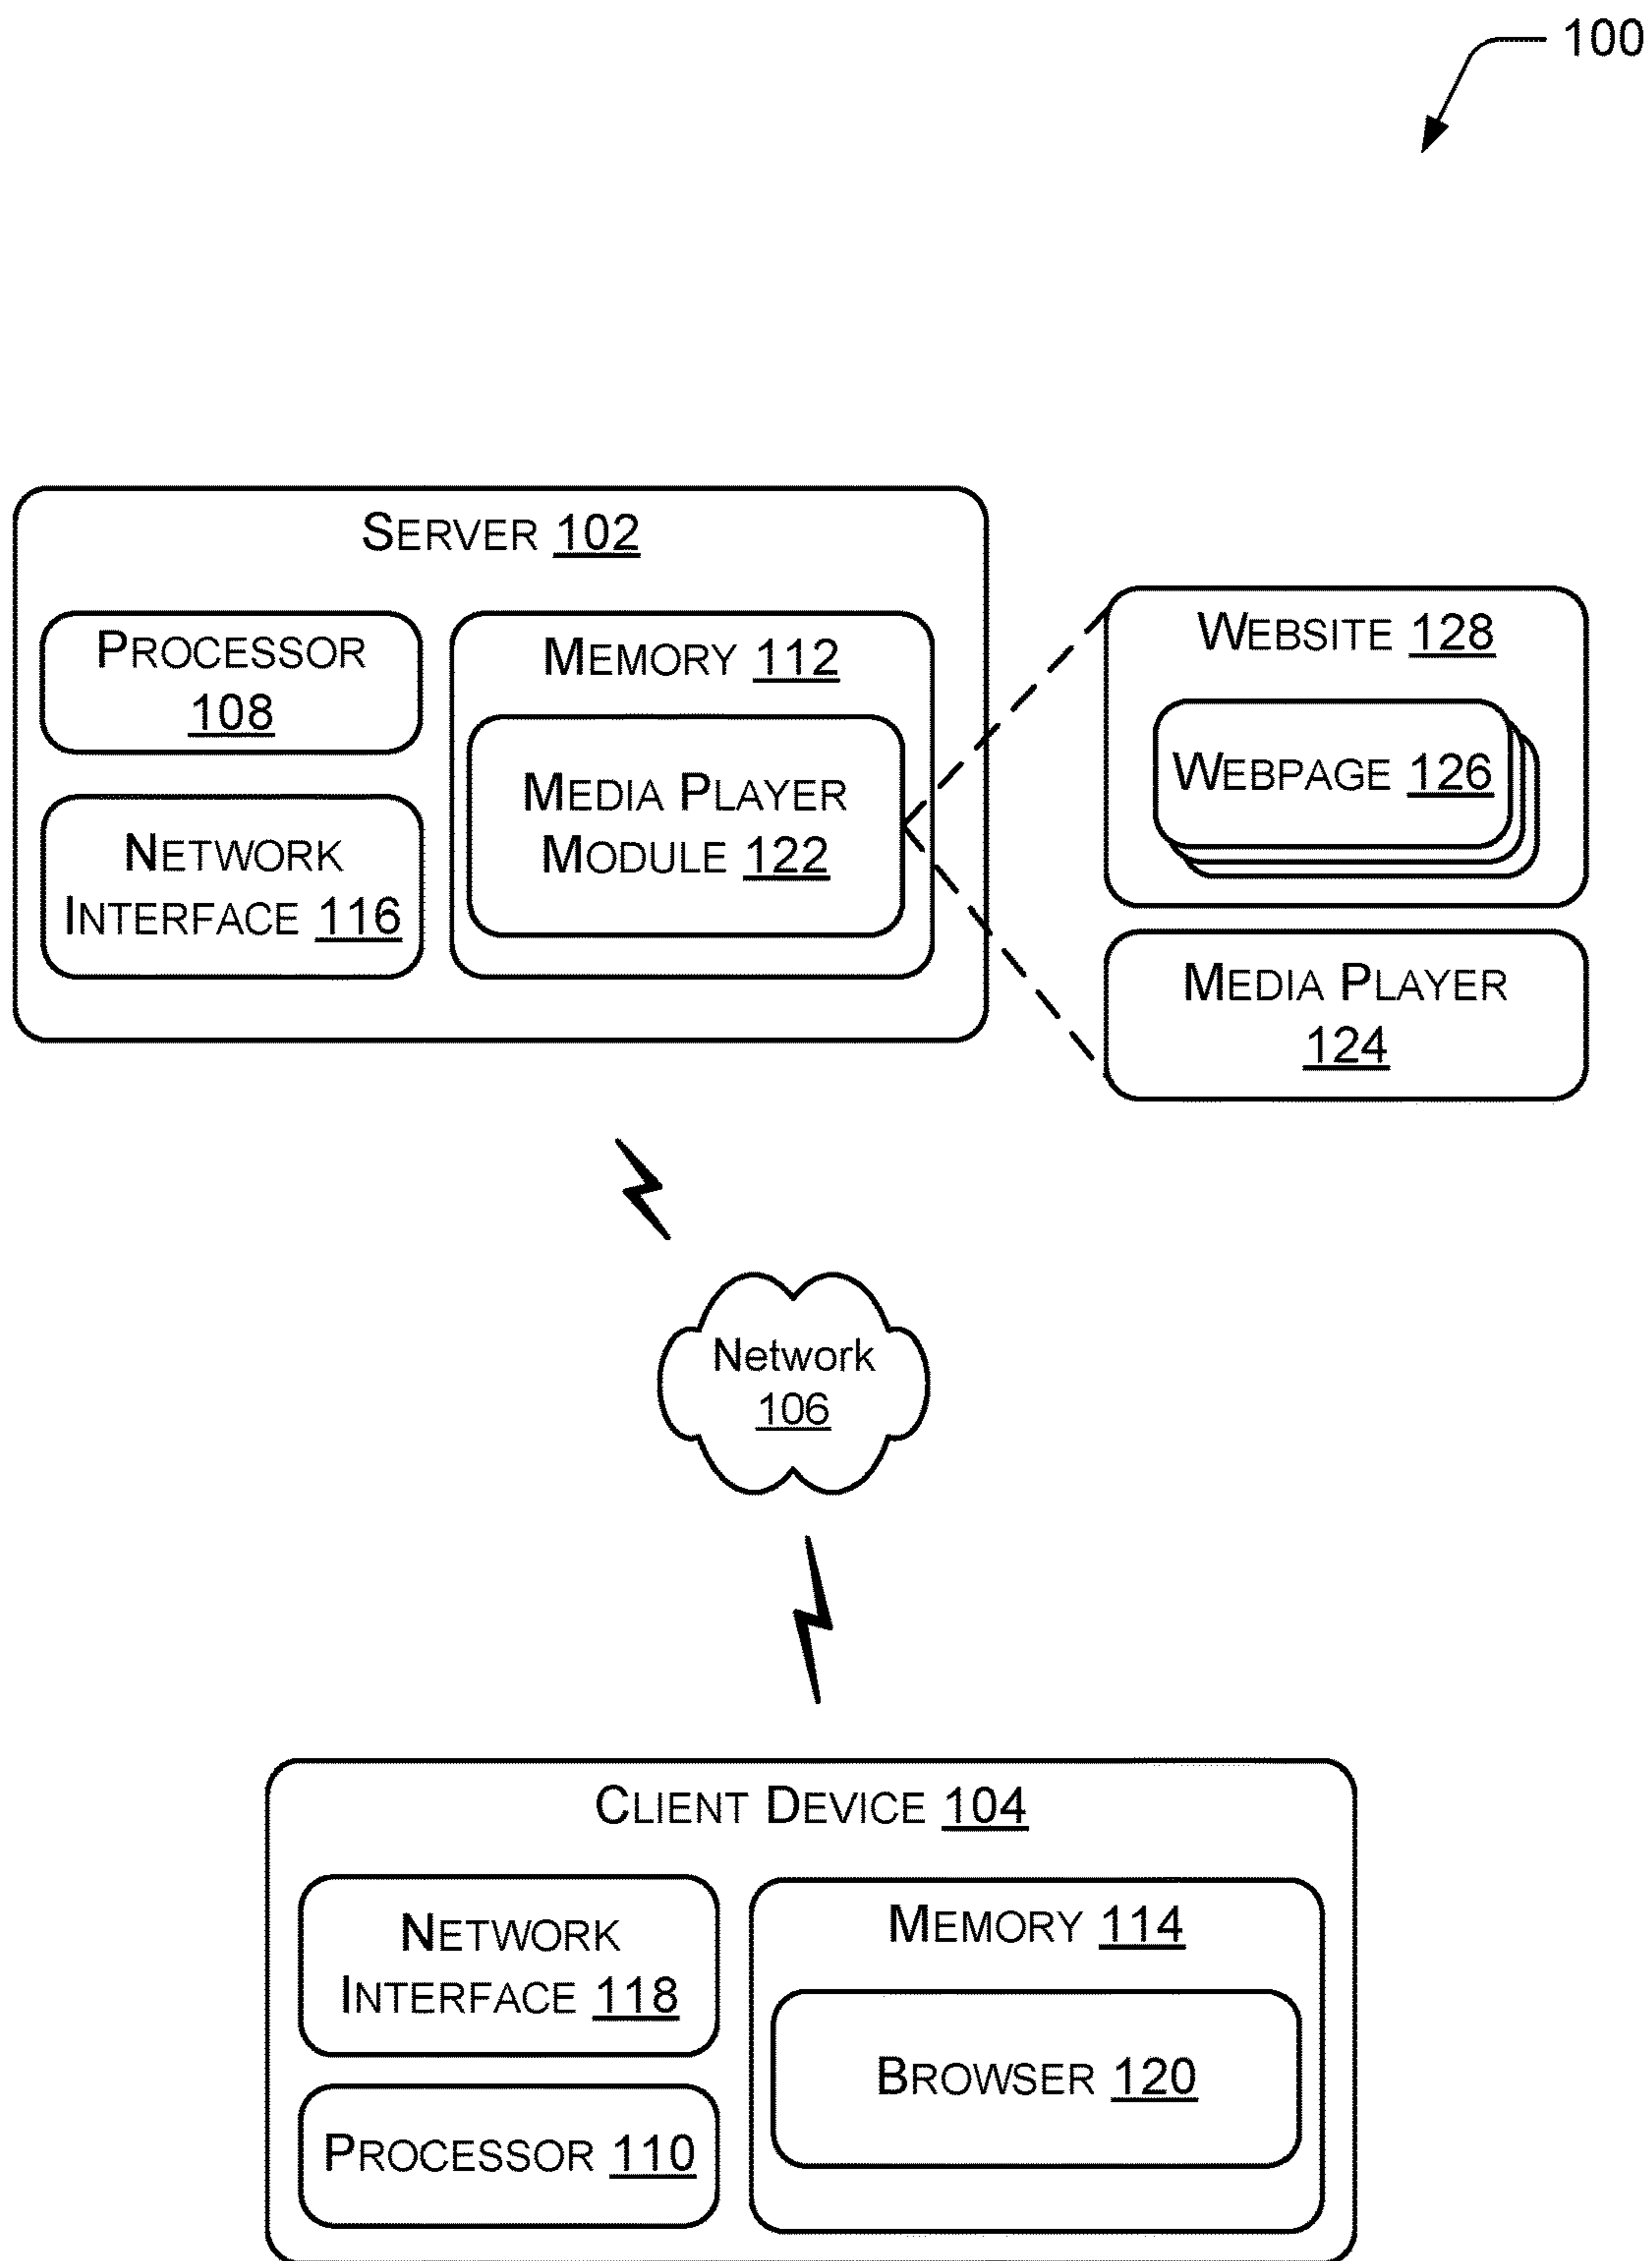 100
SERVER 102
PROCESSOR
108
NETWORK
INTERFACE 116
MEMORY 112
MEDIA PLAYER
MODULE 122
WEBSITE 128
WEBPAGE 126
MEDIA PLAYER
124
Network
106
CLIENT DEVICE 104
NETWORK
INTERFACE 118
PROCESSOR 110
MEMORY 114
BROWSER 120